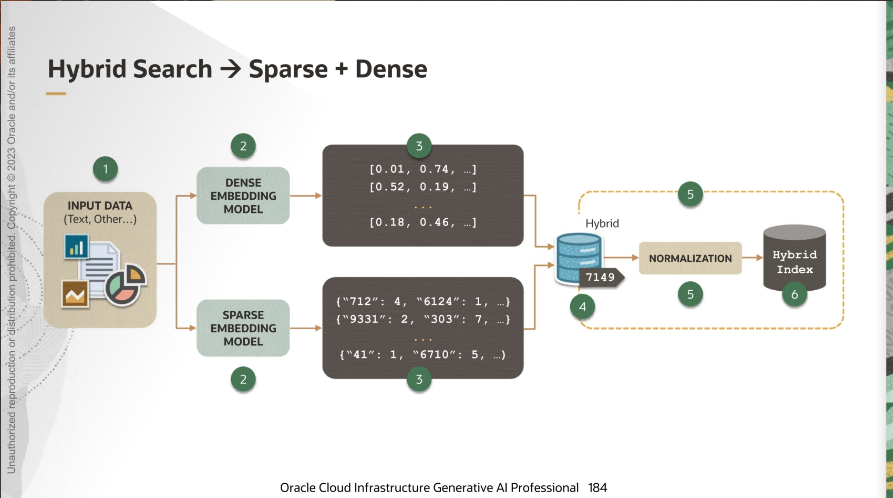 Hybrid Search → Sparse + Dense
1
INPUT DATA
(Text, Other...)
2
DENSE
EMBEDDING
MODEL
3
[0.01, 0.74, …]
[0.52, 0.19, …]
...
[0.18, 0.46, …]
SPARSE
EMBEDDING
MODEL
2
{“712”: 4, “6124”: 1, …}
{“9331”: 2, “303”: 7, …}
...
{“41”: 1, “6710”: 5, …)
3
Hybrid
7149
4
5
NORMALIZATION
5
Hybrid
Index
6
Unauthorized reproduction or distribution prohibited. Copyright © 2023 Oracle and/or its affiliates
Oracle Cloud Infrastructure Generative AI Professional 184